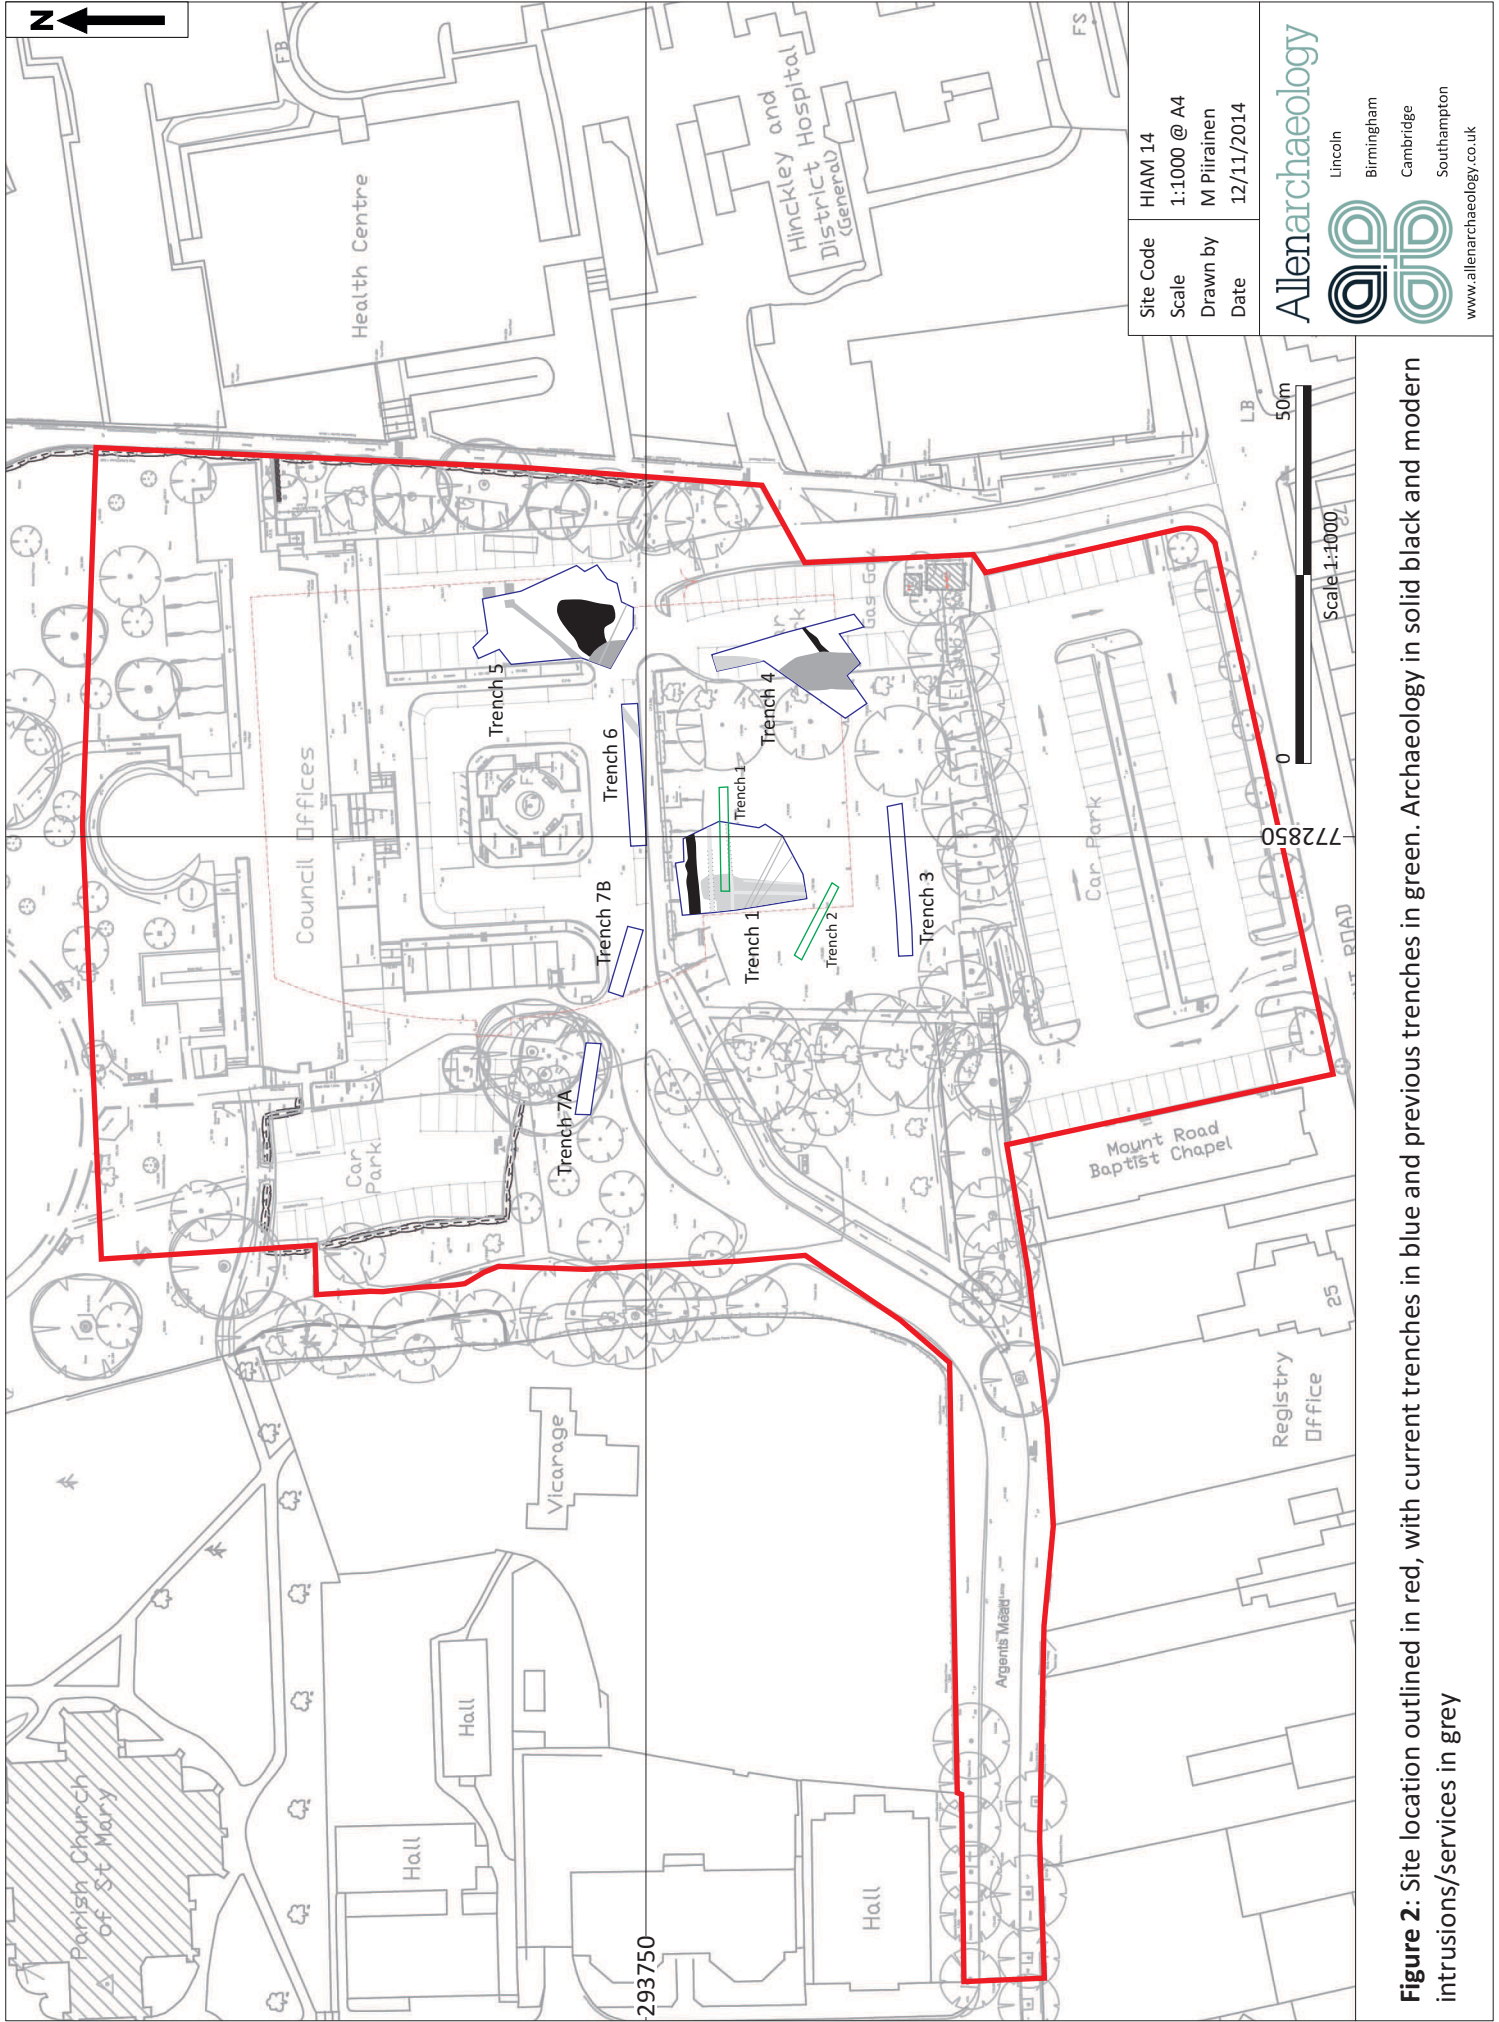 N
FB
Health Centre
Hinckley and
District Hospital
(General)
FS
Parish Church
of St Mary
Hall
Hall
Hall
Vicarage
Car
Park
Council Offices
FS
Trench 5
Trench 6
Trench 7B
Trench 7A
Trench 4
Trench 1
Trench 1
Trench 2
Trench 3
Car Park
Mount Road
Baptist Chapel
Argents Mead
Registry
Office
25
LB
ROAD
293750
772850
0
50m
Scale 1:1000
Site Code HIAM 14
Scale 1:1000 @ A4
Drawn by M Piirainen
Date 12/11/2014
Allenarchaeology
Lincoln
Birmingham
Cambridge
Southampton
www.allenarchaeology.co.uk
Figure 2: Site location outlined in red, with current trenches in blue and previous trenches in green. Archaeology in solid black and modern
intrusions/services in grey